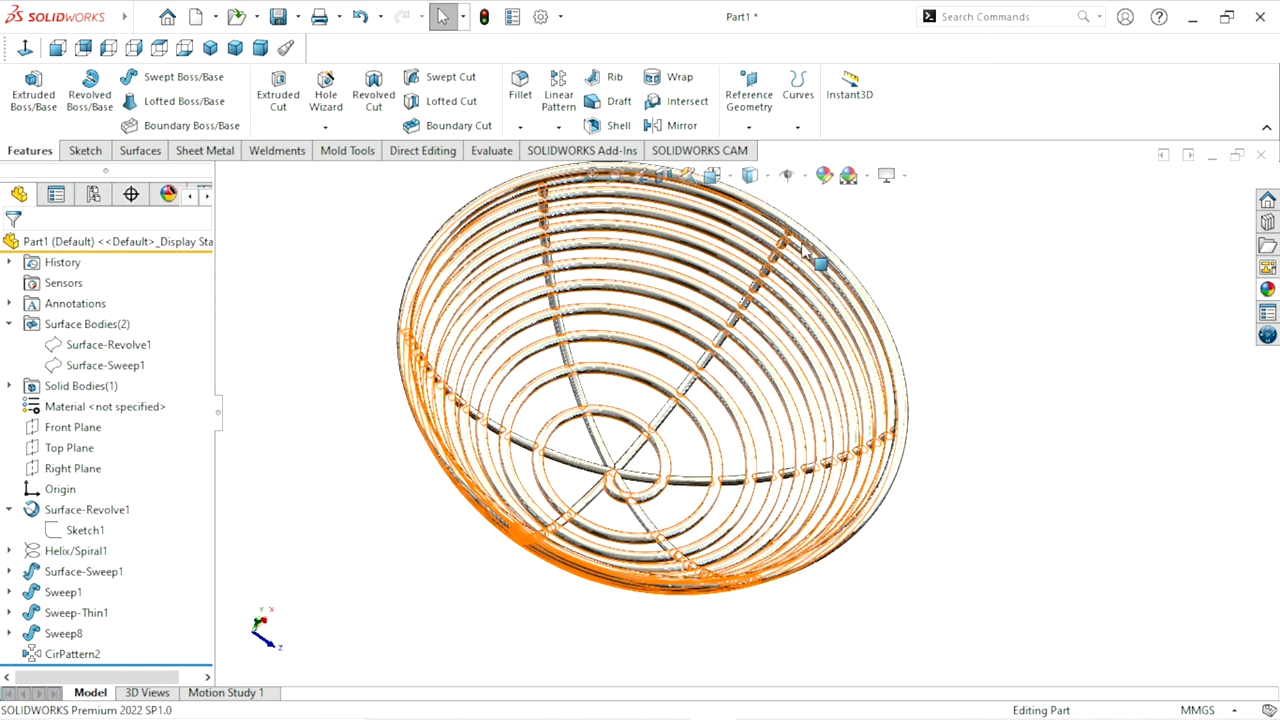 SOLIDWORKS
Part1 *
Search Commands
Extruded Boss/Base
Revolved Boss/Base
Swept Boss/Base
Lofted Boss/Base
Boundary Boss/Base
Extruded Cut
Hole Wizard
Revolved Cut
Swept Cut
Lofted Cut
Boundary Cut
Fillet
Linear Pattern
Rib
Draft
Shell
Wrap
Intersect
Mirror
Reference Geometry
Curves
Instant3D
Features
Sketch
Surfaces
Sheet Metal
Weldments
Mold Tools
Direct Editing
Evaluate
SOLIDWORKS Add-Ins
SOLIDWORKS CAM
Part1 (Default) <<Default>_Display Sta
History
Sensors
Annotations
Surface Bodies(2)
Surface-Revolve1
Surface-Sweep1
Solid Bodies(1)
Material <not specified>
Front Plane
Top Plane
Right Plane
Origin
Surface-Revolve1
Sketch1
Helix/Spiral1
Surface-Sweep1
Sweep1
Sweep-Thin1
Sweep8
CirPattern2
Y
X
Z
Model
3D Views
Motion Study 1
SOLIDWORKS Premium 2022 SP1.0
Editing Part
MMGS